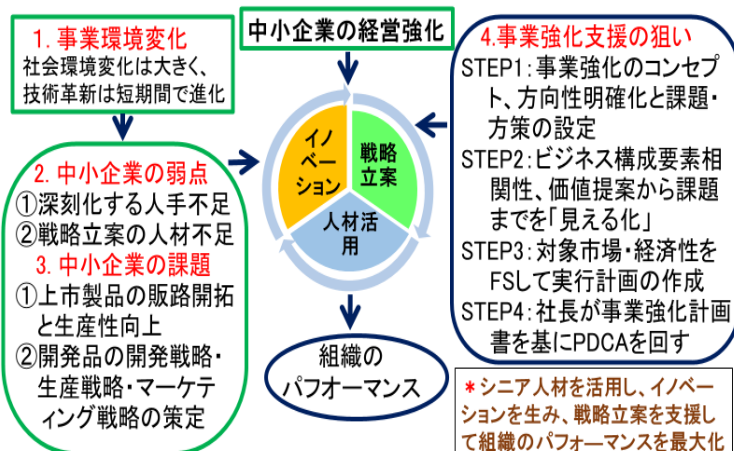 中小企業の経営強化
1. 事業環境変化
社会環境変化は大きく、
技術革新は短期間で進化
2. 中小企業の弱点
①深刻化する人手不足
②戦略立案の人材不足
3. 中小企業の課題
①上市製品の販路開拓
と生産性向上
②開発品の開発戦略・
生産戦略・マーケテ
ィング戦略の策定
イノ
ベー
ション
戦略
立案
人材活
用
組織の
パフオーマンス
4.事業強化支援の狙い
STEP1:事業強化のコンセプ
ト、方向性明確化と課題・
方策の設定
STEP2:ビジネス構成要素相
関性、価値提案から課題
までを「見える化」
STEP3:対象市場・経済性を
FSして実行計画の作成
STEP4:社長が事業強化計画
書を基にPDCAを回す
*シニア人材を活用し、イノベー
ションを生み、戦略立案を支援し
て組織のパフォーマンスを最大化